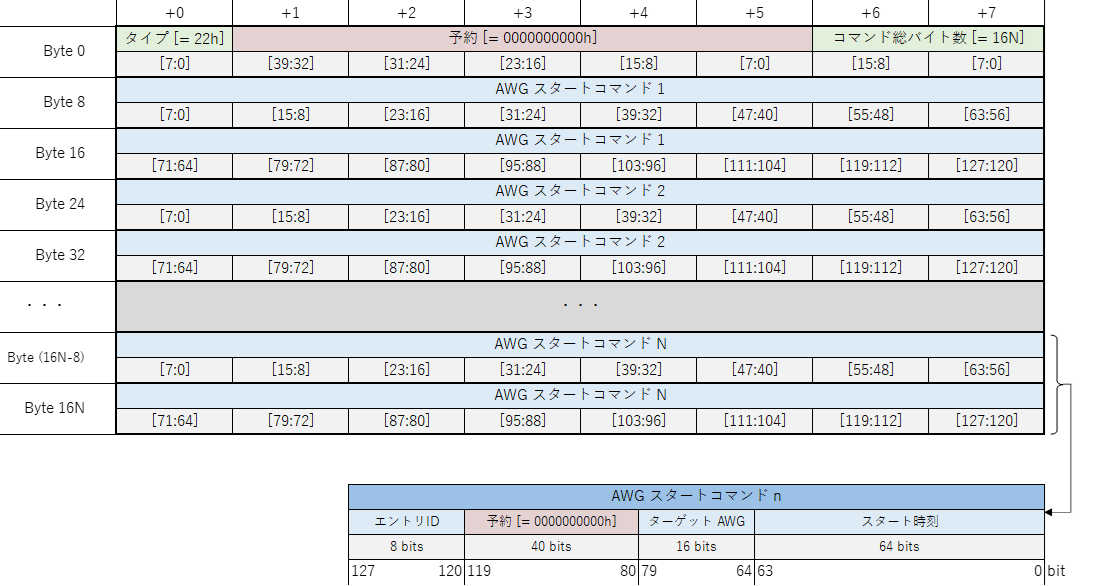 +0 +1 +2 +3 +4 +5 +6 +7
Byte 0 タイプ [= 22h] 予約 [= 0000000000h] コマンド総バイト数 [= 16N]
[7:0] [39:32] [31:24] [23:16] [15:8] [7:0] [15:8] [7:0]
Byte 8 AWG スタートコマンド 1
[7:0] [15:8] [23:16] [31:24] [39:32] [47:40] [55:48] [63:56]
Byte 16 AWG スタートコマンド 1
[71:64] [79:72] [87:80] [95:88] [103:96] [111:104] [119:112] [127:120]
Byte 24 AWG スタートコマンド 2
[7:0] [15:8] [23:16] [31:24] [39:32] [47:40] [55:48] [63:56]
Byte 32 AWG スタートコマンド 2
[71:64] [79:72] [87:80] [95:88] [103:96] [111:104] [119:112] [127:120]
・・・ ・・・
Byte (16N-8) AWG スタートコマンド N
[7:0] [15:8] [23:16] [31:24] [39:32] [47:40] [55:48] [63:56]
Byte 16N AWG スタートコマンド N
[71:64] [79:72] [87:80] [95:88] [103:96] [111:104] [119:112] [127:120]
AWG スタートコマンド n
エントリID 予約 [= 0000000000h] ターゲット AWG スタート時刻
8 bits 40 bits 16 bits 64 bits
127 120 119 80 79 64 63 0 bit